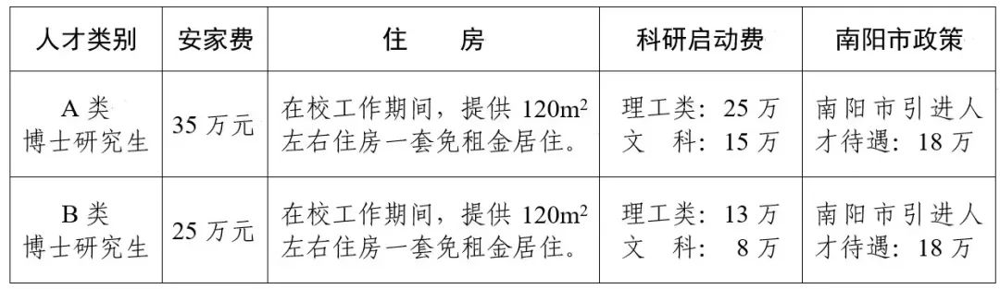 人才类别 安家费 住 房 科研启动费 南阳市政策
A 类
博士研究生
35 万元
在校工作期间，提供 120m²
左右住房一套免租金居住。
理工类：25 万
文 科：15 万
南阳市引进人
才待遇：18 万
B 类
博士研究生
25 万元
在校工作期间，提供 120m²
左右住房一套免租金居住。
理工类：13 万
文 科：8 万
南阳市引进人
才待遇：18 万